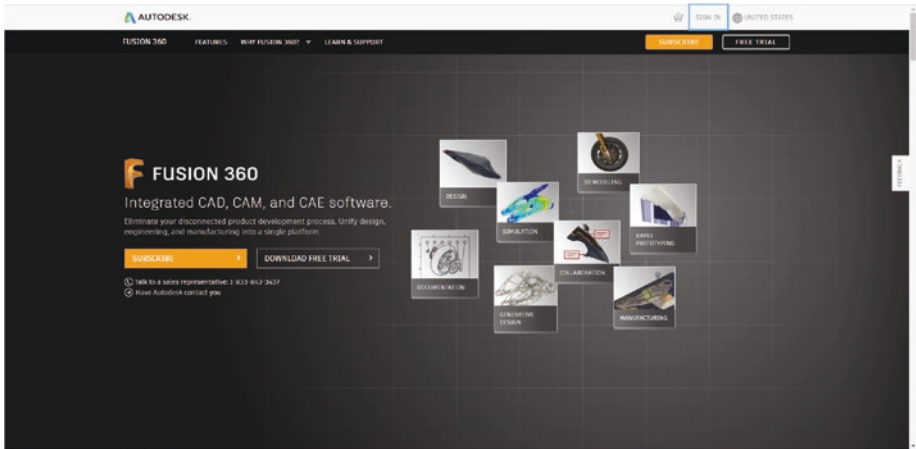 AUTODESK.
SIGN IN
UNITED STATES
FUSION 360
FEATURES
WHY FUSION 360?
LEARN & SUPPORT
SUBSCRIBE
FREE TRIAL
FUSION 360
Integrated CAD, CAM, and CAE software.
Eliminate your disconnected product development process. Unify design,
engineering, and manufacturing into a single platform.
SUBSCRIBE
DOWNLOAD FREE TRIAL
Talk to a sales representative: 1-833-843-3437
Have Autodesk contact you
DESIGN
3D MODELING
SIMULATION
RAPID
PROTOTYPING
COLLABORATION
DOCUMENTATION
GENERATIVE
DESIGN
MANUFACTURING
FEEDBACK